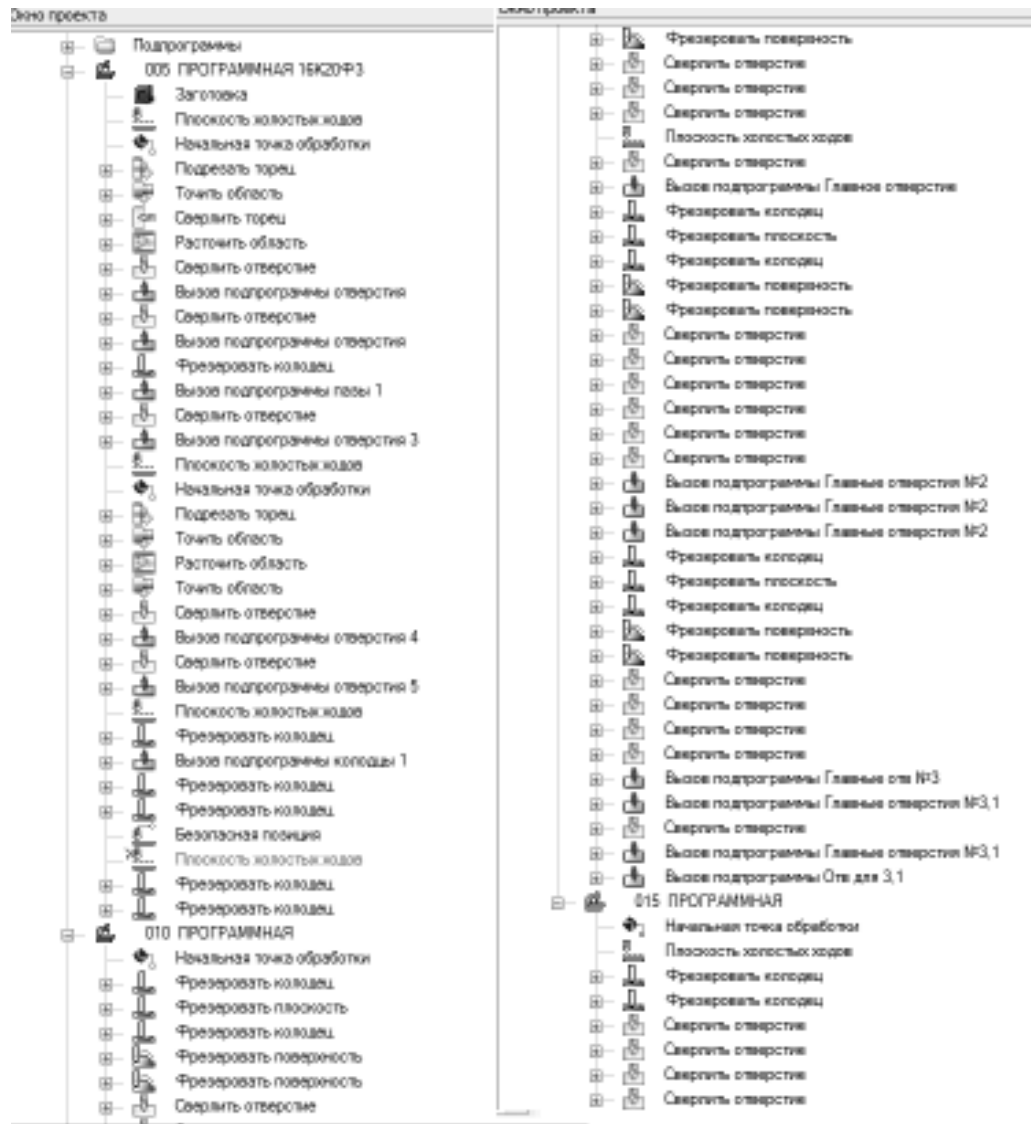 Окно проекта
Подпрограммы
005 ПРОГРАММНАЯ 16К20Ф3
Заготовка
Плоскость холостых ходов
Начальная точка обработки
Подрезать торец
Точить область
Сверлить торец
Расточить область
Сверлить отверстие
Вызов подпрограммы отверстия
Сверлить отверстие
Вызов подпрограммы отверстия
Фрезеровать колодец
Вызов подпрограммы пазы 1
Сверлить отверстие
Вызов подпрограммы отверстия 3
Плоскость холостых ходов
Начальная точка обработки
Подрезать торец
Точить область
Расточить область
Точить область
Сверлить отверстие
Вызов подпрограммы отверстия 4
Сверлить отверстие
Вызов подпрограммы отверстия 5
Плоскость холостых ходов
Фрезеровать колодец
Вызов подпрограммы колодцы 1
Фрезеровать колодец
Фрезеровать колодец
Безопасная позиция
Плоскость холостых ходов
Фрезеровать колодец
Фрезеровать колодец
010 ПРОГРАММНАЯ
Начальная точка обработки
Фрезеровать колодец
Фрезеровать плоскость
Фрезеровать колодец
Фрезеровать поверхность
Фрезеровать поверхность
Сверлить отверстие
Фрезеровать поверхность
Сверлить отверстие
Сверлить отверстие
Сверлить отверстие
Плоскость холостых ходов
Сверлить отверстие
Вызов подпрограммы Главное отверстие
Фрезеровать колодец
Фрезеровать плоскость
Фрезеровать колодец
Фрезеровать поверхность
Фрезеровать поверхность
Сверлить отверстие
Сверлить отверстие
Сверлить отверстие
Сверлить отверстие
Сверлить отверстие
Сверлить отверстие
Вызов подпрограммы Главные отверстия №2
Вызов подпрограммы Главные отверстия №2
Вызов подпрограммы Главные отверстия №2
Фрезеровать колодец
Фрезеровать плоскость
Фрезеровать колодец
Фрезеровать поверхность
Фрезеровать поверхность
Сверлить отверстие
Сверлить отверстие
Сверлить отверстие
Сверлить отверстие
Вызов подпрограммы Главные отв №3
Вызов подпрограммы Главные отверстия №3,1
Сверлить отверстие
Вызов подпрограммы Главные отверстия №3,1
Вызов подпрограммы Отв для 3,1
015 ПРОГРАММНАЯ
Начальная точка обработки
Плоскость холостых ходов
Фрезеровать колодец
Фрезеровать колодец
Сверлить отверстие
Сверлить отверстие
Сверлить отверстие
Сверлить отверстие